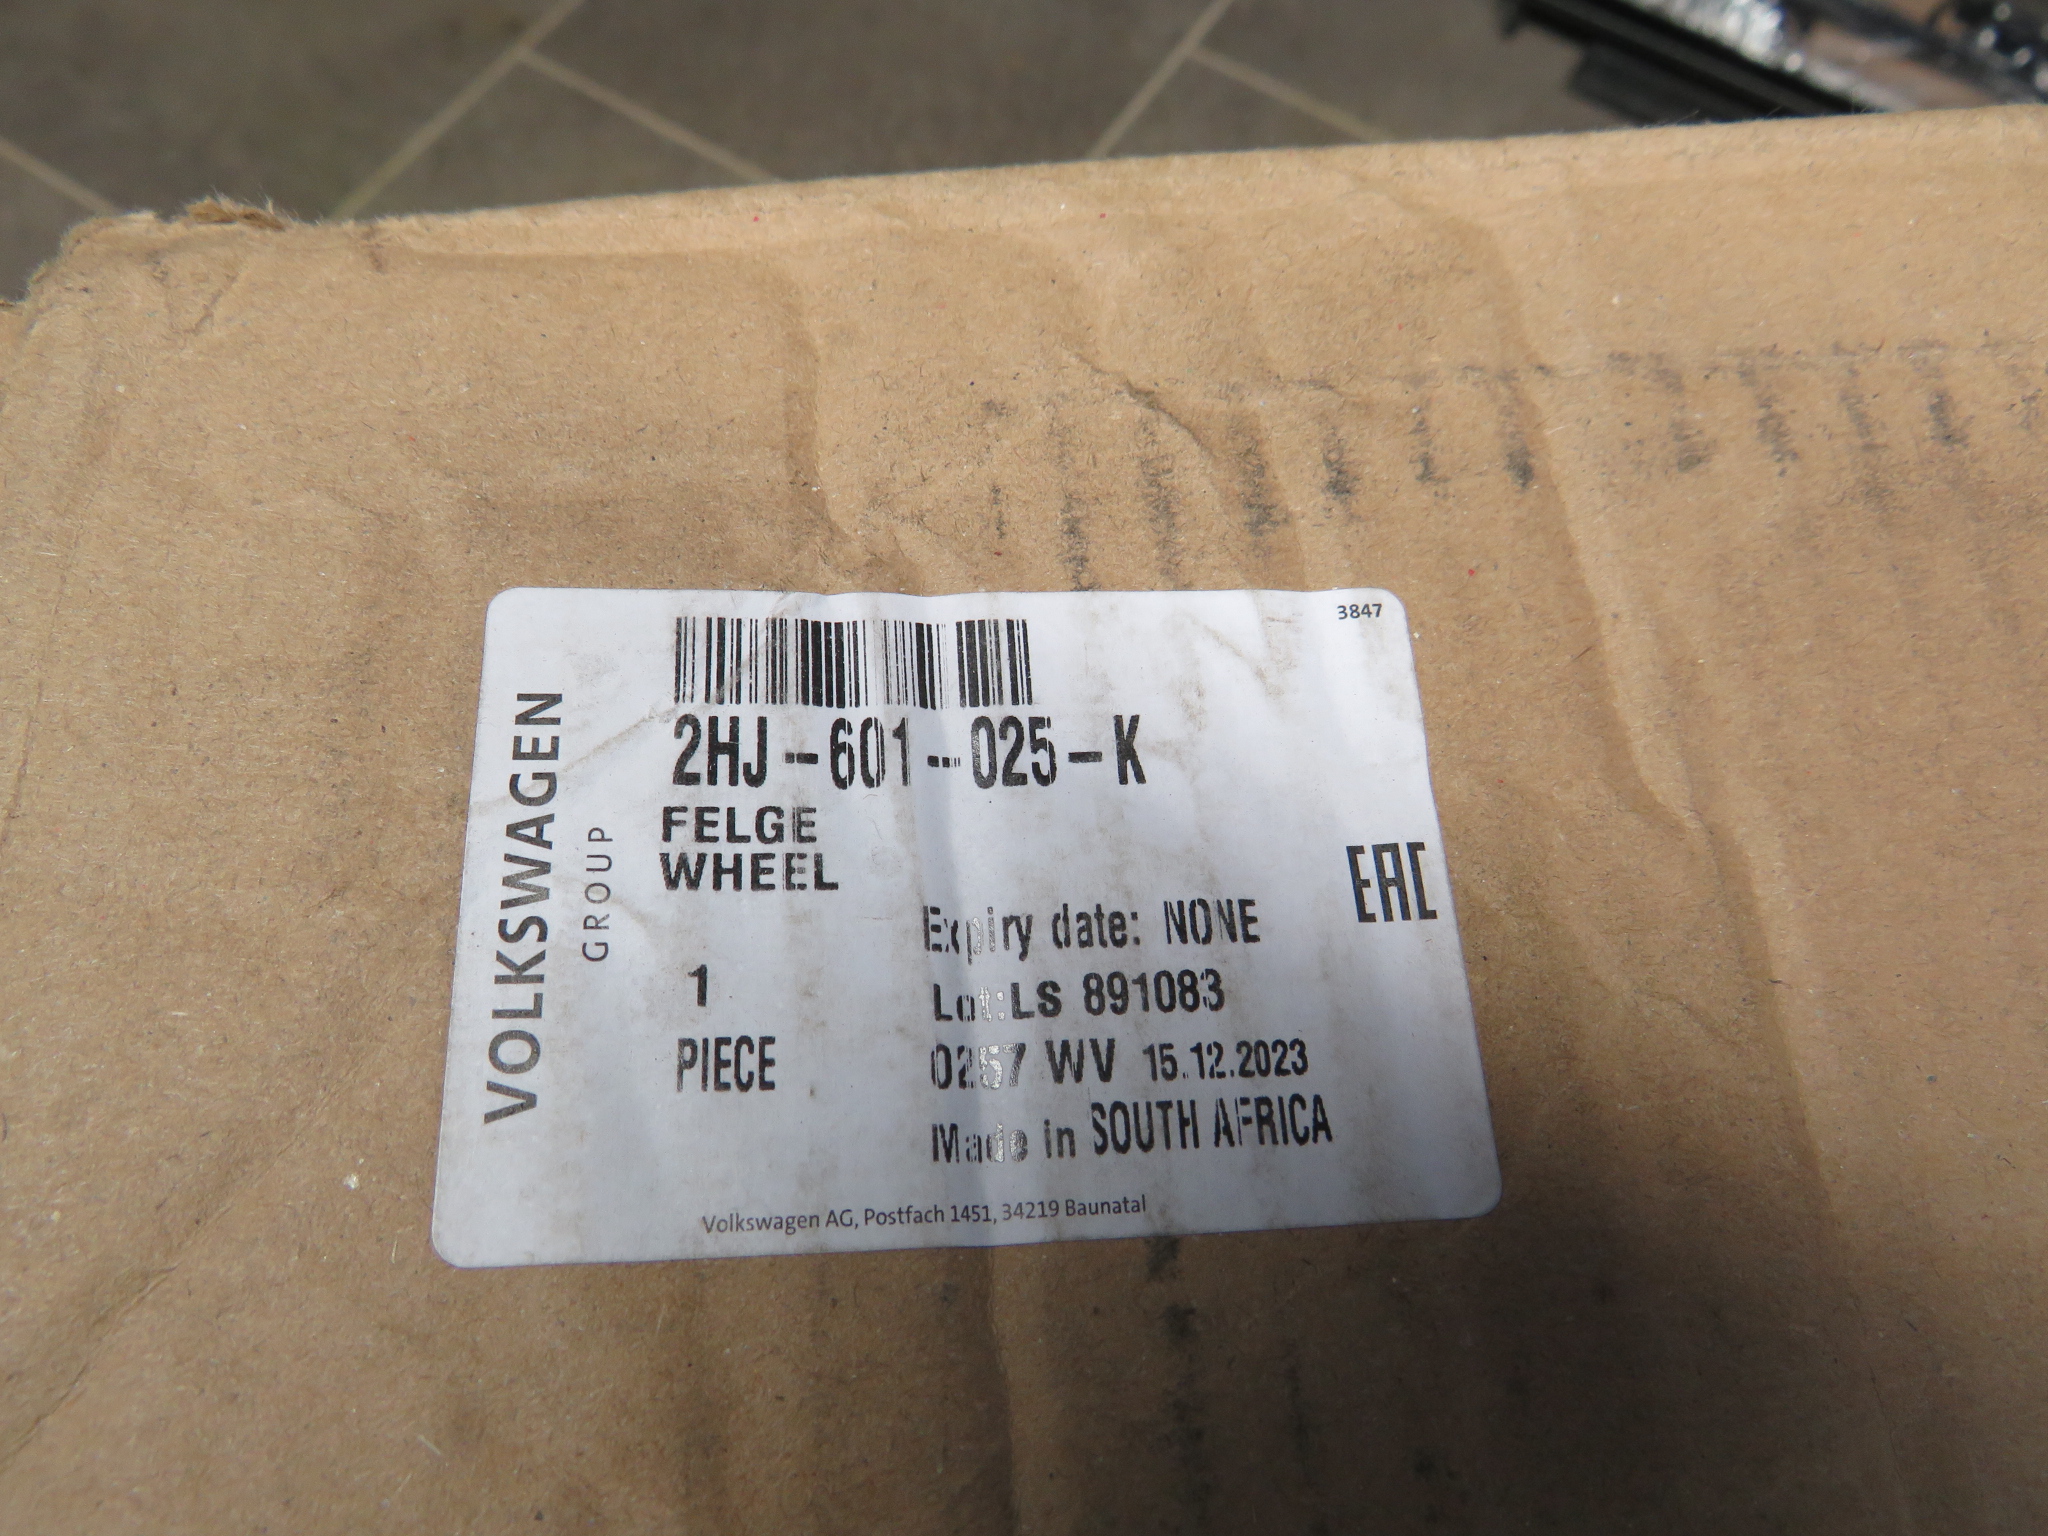 3847
2HJ-601-025-K
FELGE
WHEEL
VOLKSWAGEN
GROUP
EAC
Expiry date: NONE
1
Lot:LS 891083
PIECE
0257 WV 15.12.2023
Made in SOUTH AFRICA
Volkswagen AG, Postfach 1451, 34219 Baunatal